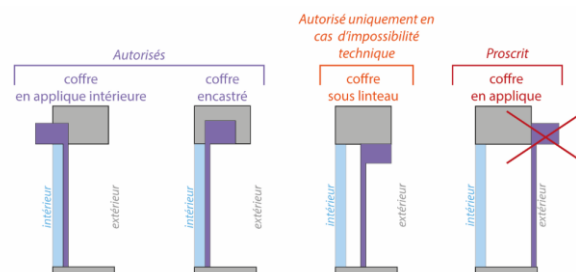 Autorisés
Autorisé uniquement en
cas d'impossibilité
technique
Proscrit
coffre
en applique intérieure
coffre
encastré
coffre
sous linteau
coffre
en applique
intérieur
extérieur
intérieur
extérieur
intérieur
extérieur
intérieur
extérieur